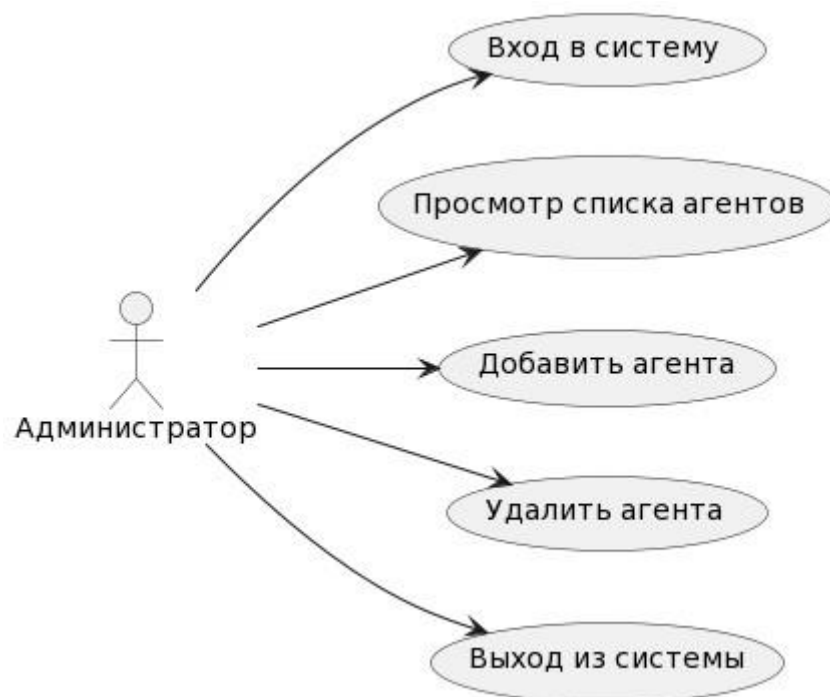 Вход в систему
Просмотр списка агентов
Добавить агента
Администратор
Удалить агента
Выход из системы